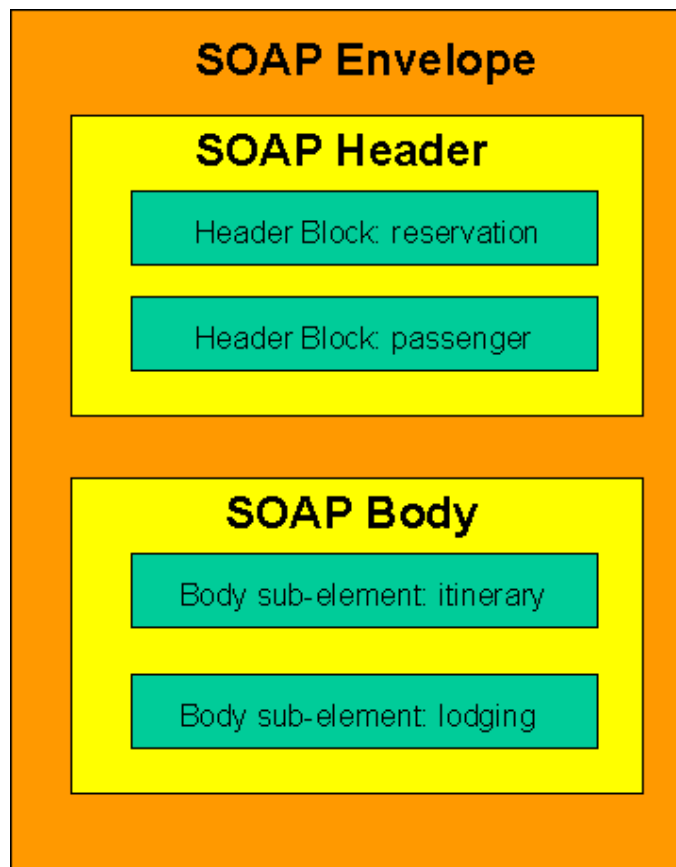 SOAP Envelope
SOAP Header
Header Block: reservation
Header Block: passenger
SOAP Body
Body sub-element: itinerary
Body sub-element: lodging